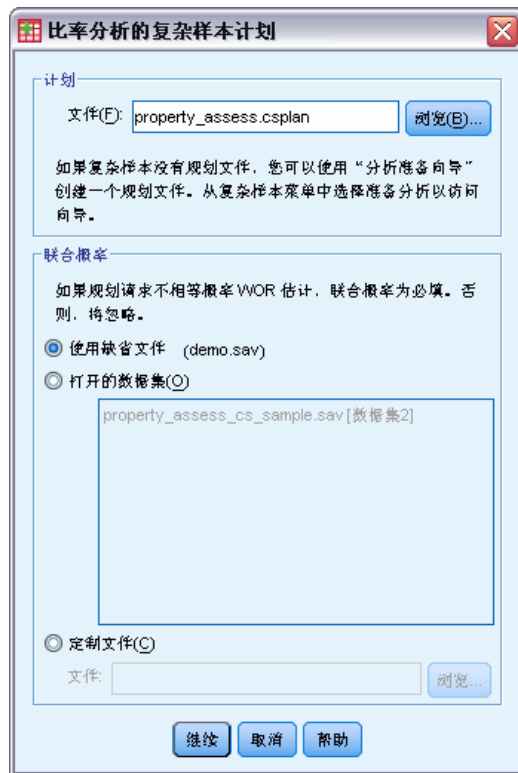 比率分析的复杂样本计划
计划
文件(F): property_assess.csplan 浏览(B)...
如果复杂样本没有规划文件，您可以使用“分析准备向导”
创建一个规划文件。从复杂样本菜单中选择准备分析以访问
向导。
联合概率
如果规划请求不相等概率 WOR 估计，联合概率为必填。否
则，将忽略。
使用缺省文件 (demo.sav)
打开的数据集(O)
property_assess_cs_sample.sav [数据集2]
定制文件(C)
文件: 浏览...
继续 取消 帮助